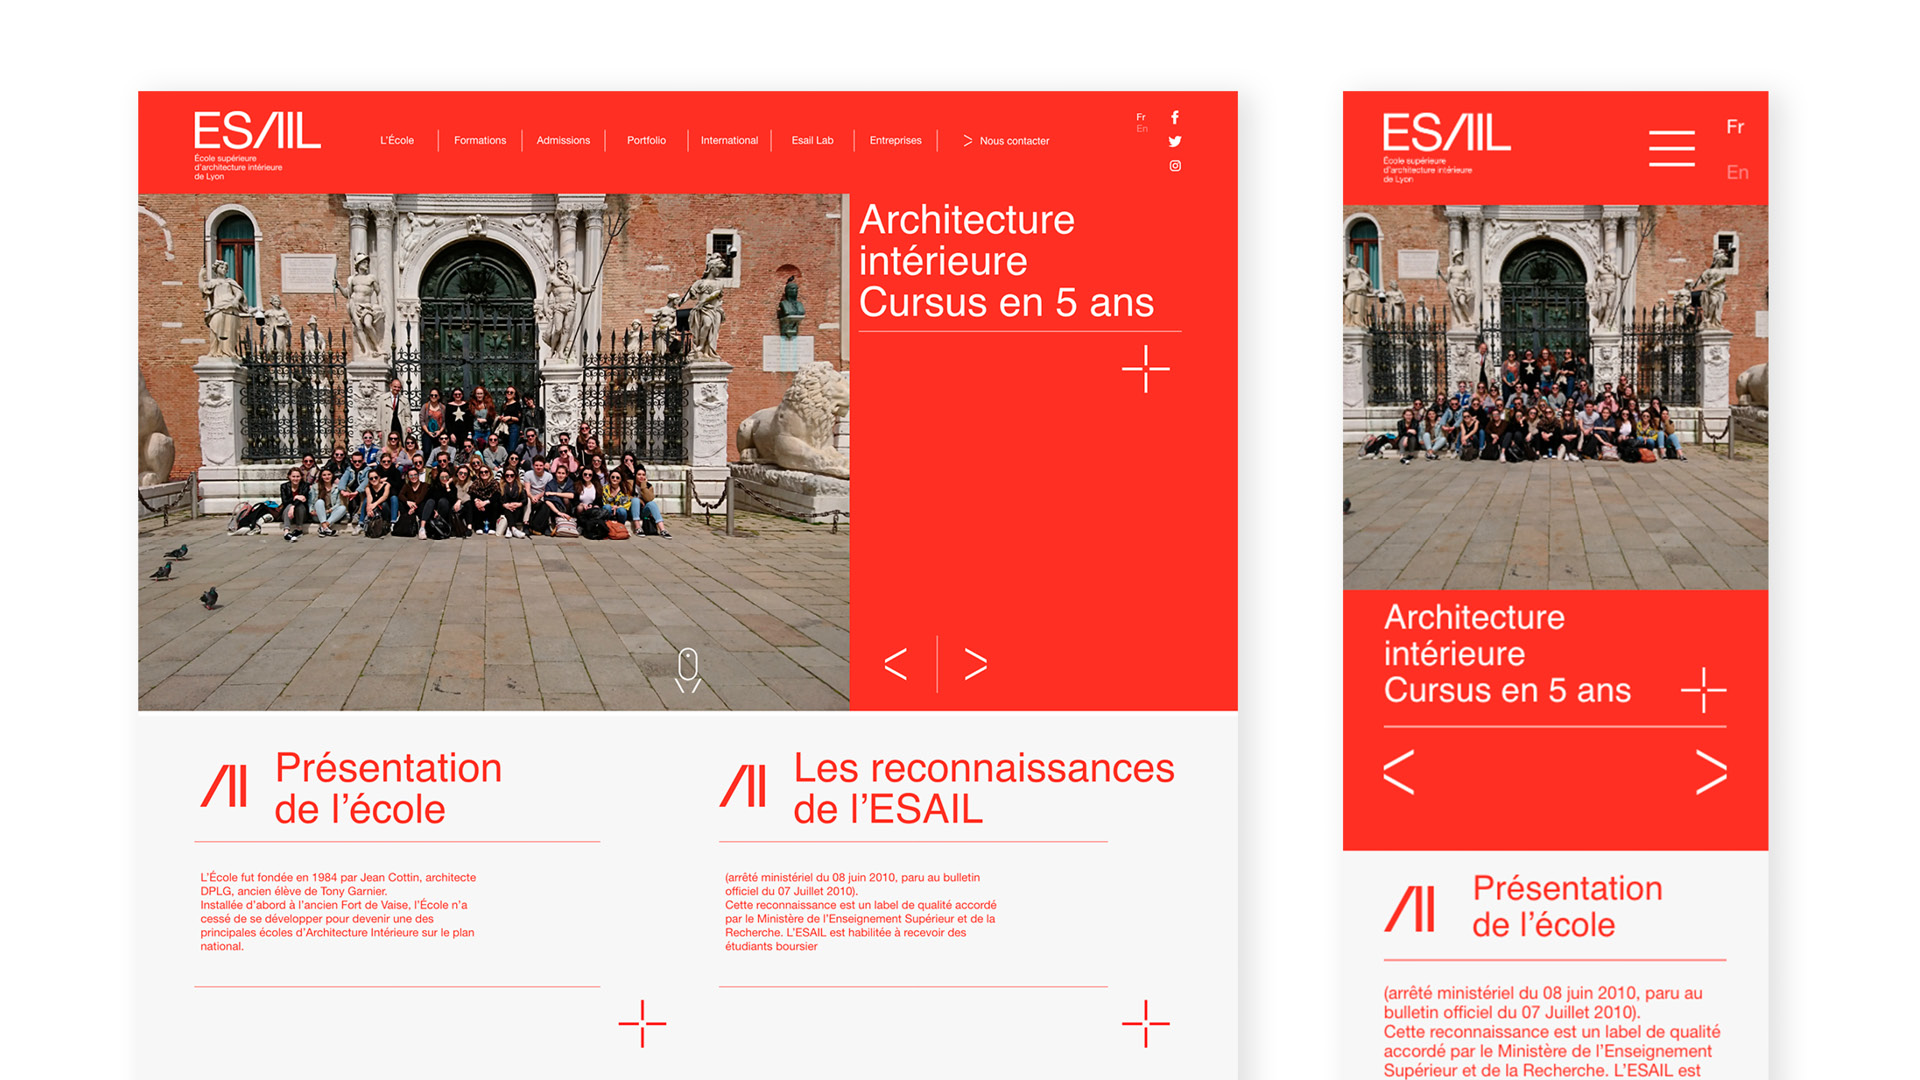 ESAIL
École supérieure
d'architecture intérieure
de Lyon
L'École
Formations
Admissions
Portfolio
International
Esail Lab
Entreprises
> Nous contacter
Fr
En
Architecture
intérieure
Cursus en 5 ans
< >
Présentation
de l'école
L'École fut fondée en 1984 par Jean Cottin, architecte
DPLG, ancien élève de Tony Garnier.
Installée d'abord à l'ancien Fort de Vaise, l'École n'a
cessé de se développer pour devenir une des
principales écoles d'Architecture Intérieure sur le plan
national.
Les reconnaissances
de l'ESAIL
(arrêté ministériel du 08 juin 2010, paru au bulletin
officiel du 07 Juillet 2010).
Cette reconnaissance est un label de qualité accordé
par le Ministère de l'Enseignement Supérieur et de la
Recherche. L'ESAIL est habilitée à recevoir des
étudiants boursier
ESAIL
École supérieure
d'architecture intérieure
de Lyon
Fr
En
Architecture
intérieure
Cursus en 5 ans
< >
Présentation
de l'école
(arrêté ministériel du 08 juin 2010, paru au
bulletin officiel du 07 Juillet 2010).
Cette reconnaissance est un label de qualité
accordé par le Ministère de l'Enseignement
Supérieur et de la Recherche. L'ESAIL est